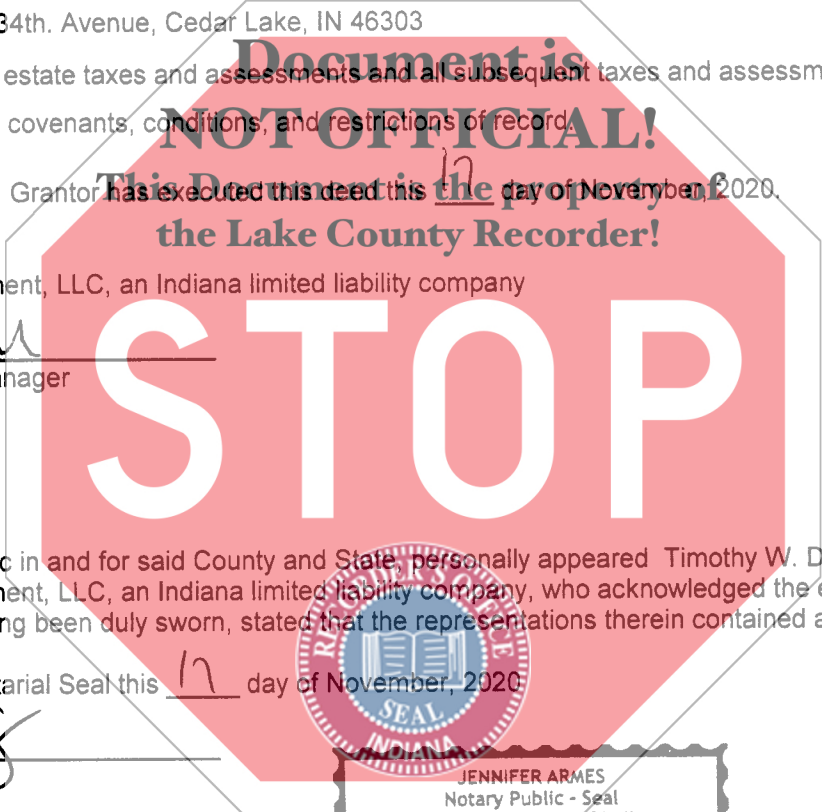 34th. Avenue, Cedar Lake, IN 46303
Document is
estate taxes and assessments and all subsequent taxes and assessm
NOT OFFICIAL!
covenants, conditions, and restrictions of record.
This Document is the property of
Grantor has executed this deed this 17 day of November, 2020.
the Lake County Recorder!
ent, LLC, an Indiana limited liability company
STOP
nager
c in and for said County and State, personally appeared Timothy W. D
ent, LLC, an Indiana limited liability company, who acknowledged the e
ng been duly sworn, stated that the representations therein contained a
RECORDER'S OFFICE
arial Seal this 17 day of November, 2020
SEAL
INDIANA
JENNIFER ARMES
Notary Public - Seal